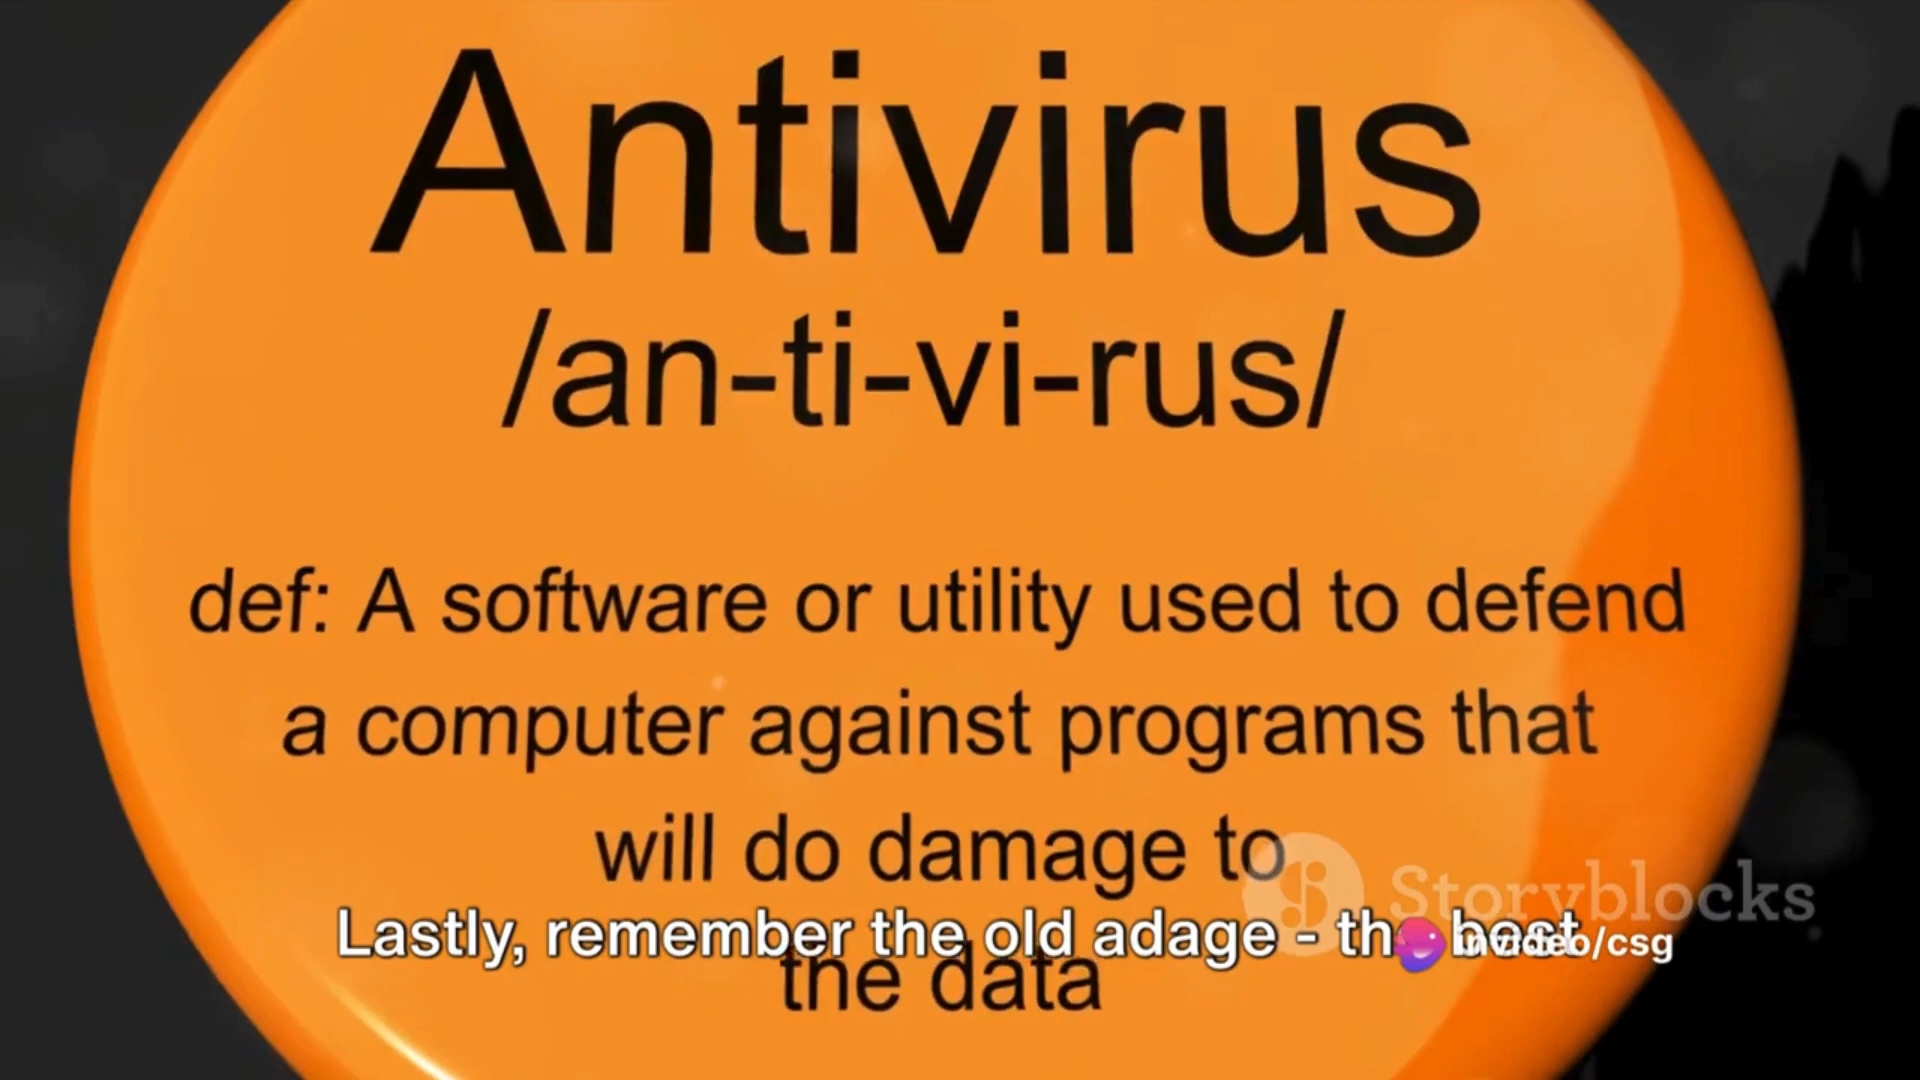 Antivirus
/an-ti-vi-rus/
def: A software or utility used to defend
a computer against programs that
will do damage to
the data
Storyblocks
Lastly, remember the old adage - the best
invideo/csg